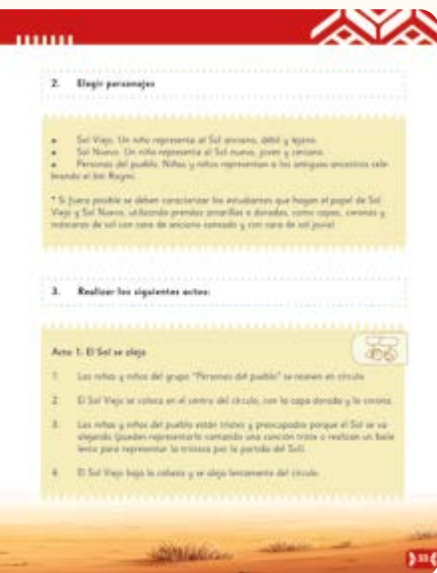 2. Elegir personajes
• Sol Viejo. Un niño representa al Sol anciano, débil y lejano.
• Sol Nuevo. Un niño representa al Sol nuevo, joven y cercano.
• Personas del pueblo. Niñas y niños representan a los antiguos ancestros cele-
brando el Inti Raymi.
* Si fuera posible se deben caracterizar los estudiantes que hagan el papel de Sol
Viejo y Sol Nuevo, utilizando prendas amarillas o doradas, como capas, coronas y
máscaras de sol con cara de anciano cansado y con cara de sol jovial.
3. Realizar los siguientes actos:
Acto 1: El Sol se aleja
1. Las niñas y niños del grupo "Personas del pueblo" se reúnen en círculo.
2. El Sol Viejo se coloca en el centro del círculo, con la capa dorada y la corona.
3. Las niñas y niños del pueblo están tristes y preocupados porque el Sol se va
alejando (pueden representarlo cantando una canción triste o realizan un baile
lento para representar la tristeza por la partida del Sol).
4. El Sol Viejo baja la cabeza y se aleja lentamente del círculo.
33